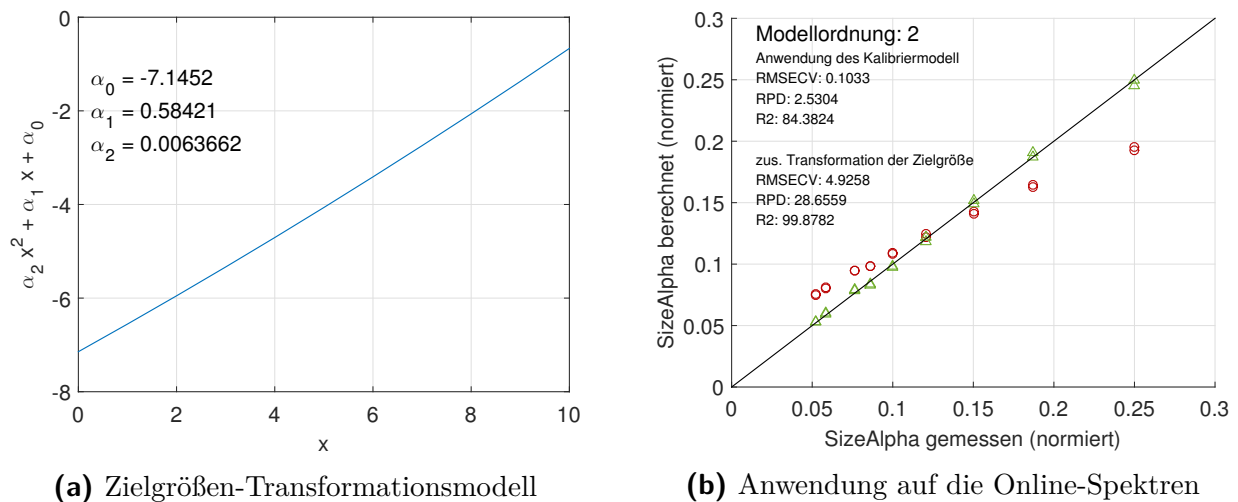 0
-2
-4
-6
-8
0 2 4 6 8 10
x
α2 x2 + α1 x + α0
α0 = -7.1452
α1 = 0.58421
α2 = 0.0063662
(a) Zielgrößen-Transformationsmodell
0.3
0.25
0.2
0.15
0.1
0.05
0
0 0.05 0.1 0.15 0.2 0.25 0.3
SizeAlpha gemessen (normiert)
SizeAlpha berechnet (normiert)
Modellordnung: 2
Anwendung des Kalibriermodell
RMSECV: 0.1033
RPD: 2.5304
R2: 84.3824
zus. Transformation der Zielgröße
RMSECV: 4.9258
RPD: 28.6559
R2: 99.8782
(b) Anwendung auf die Online-Spektren